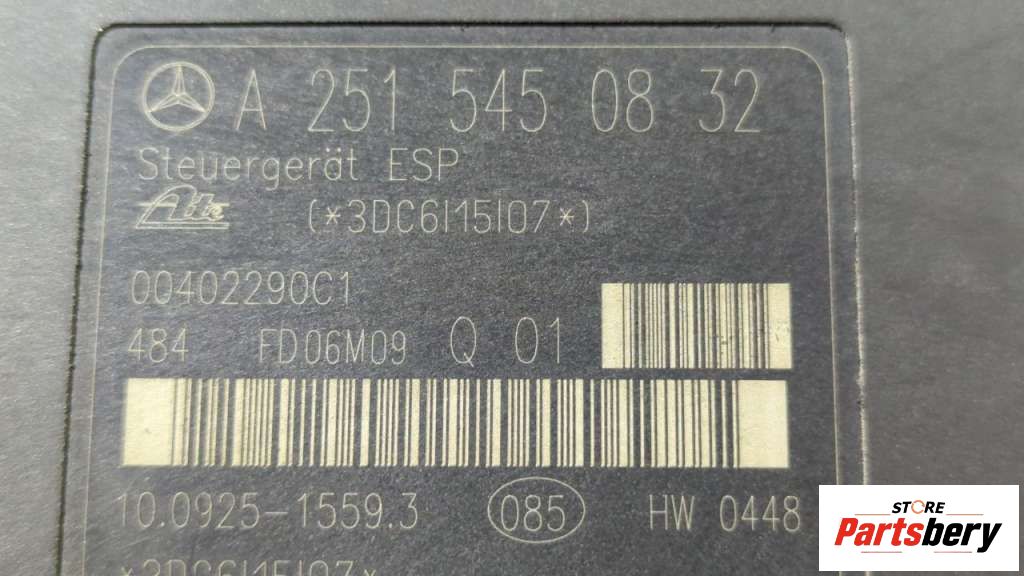 A 251 545 08 32
Steuergerät ESP
Ate (*3DC6I15I07*)
00402290C1
484 FD06M09 Q 01
10.0925-1559.3 085 HW 0448
*3DC6I15I07*
STORE
Partsbery